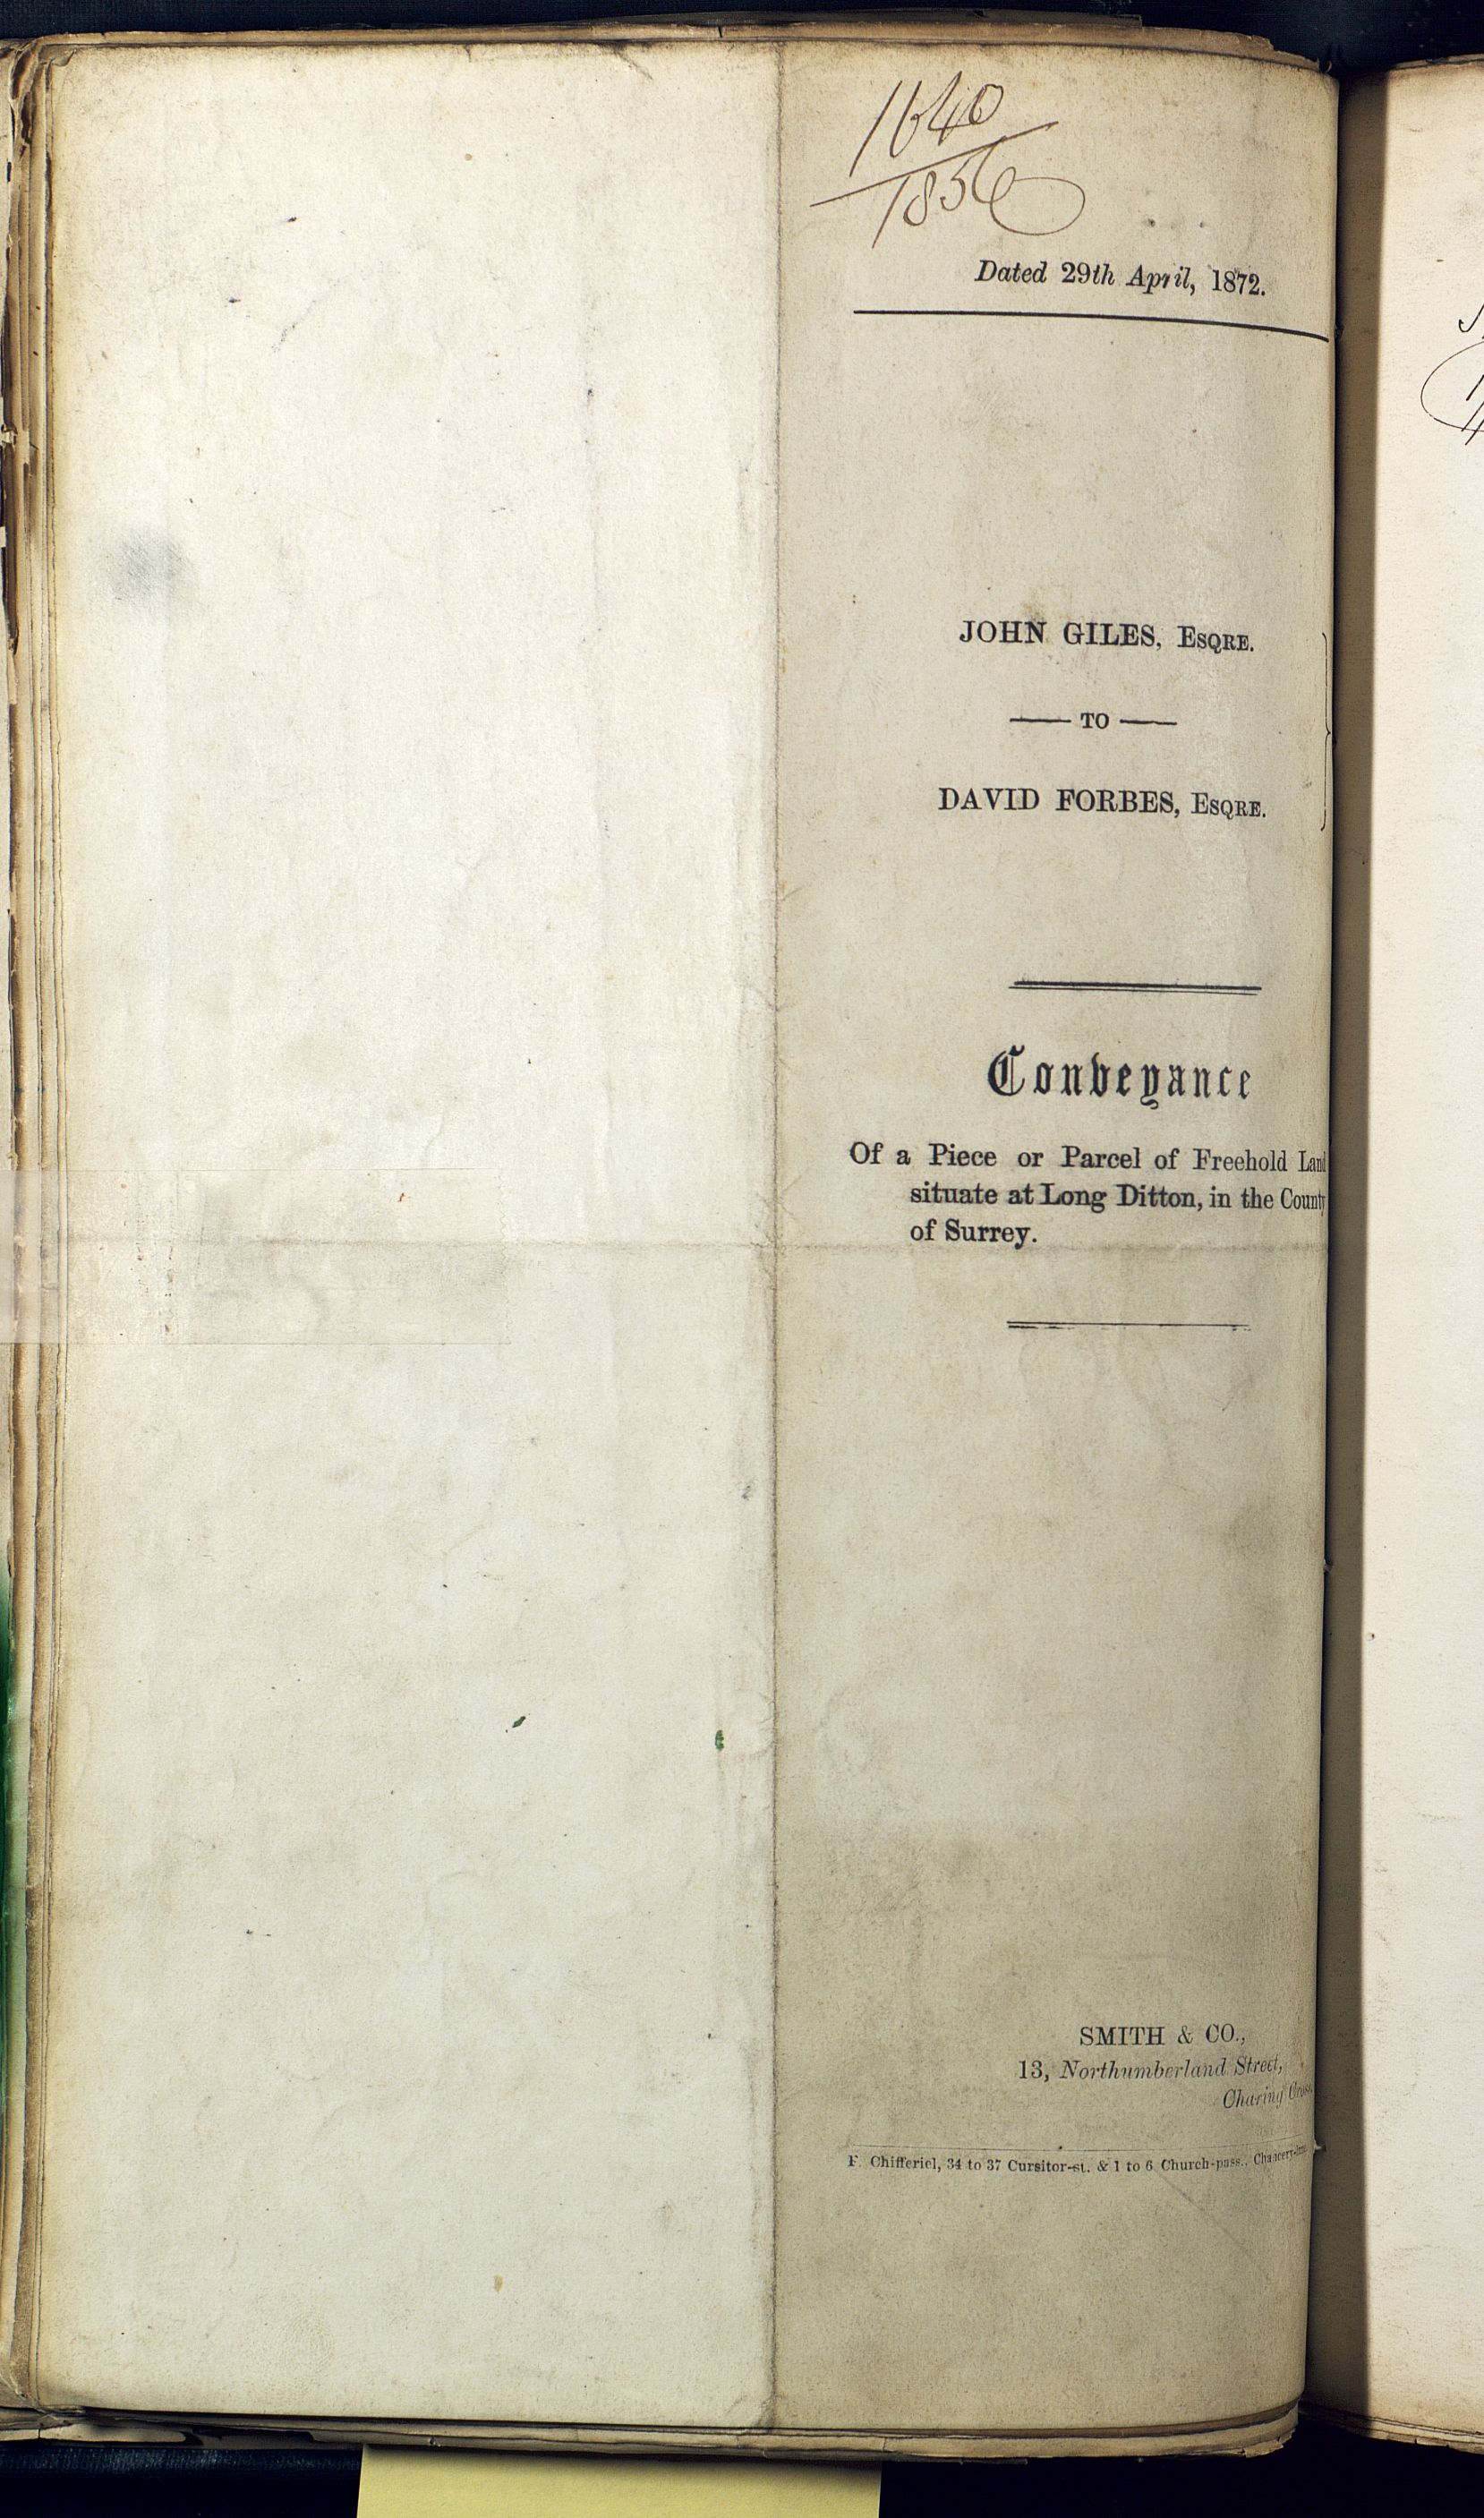 1640
1856
Dated 29th April, 1872.
JOHN GILES, ESQRE.
TO
DAVID FORBES, ESQRE.
Conveyance
Of a Piece or Parcel of Freehold Land
situate at Long Ditton, in the County
of Surrey.
SMITH & CO.,
13, Northumberland Street,
Charing Cross
F. Chifferiel, 34 to 37 Cursitor-st. & 1 to 6 Church-pass., Chancery-lane